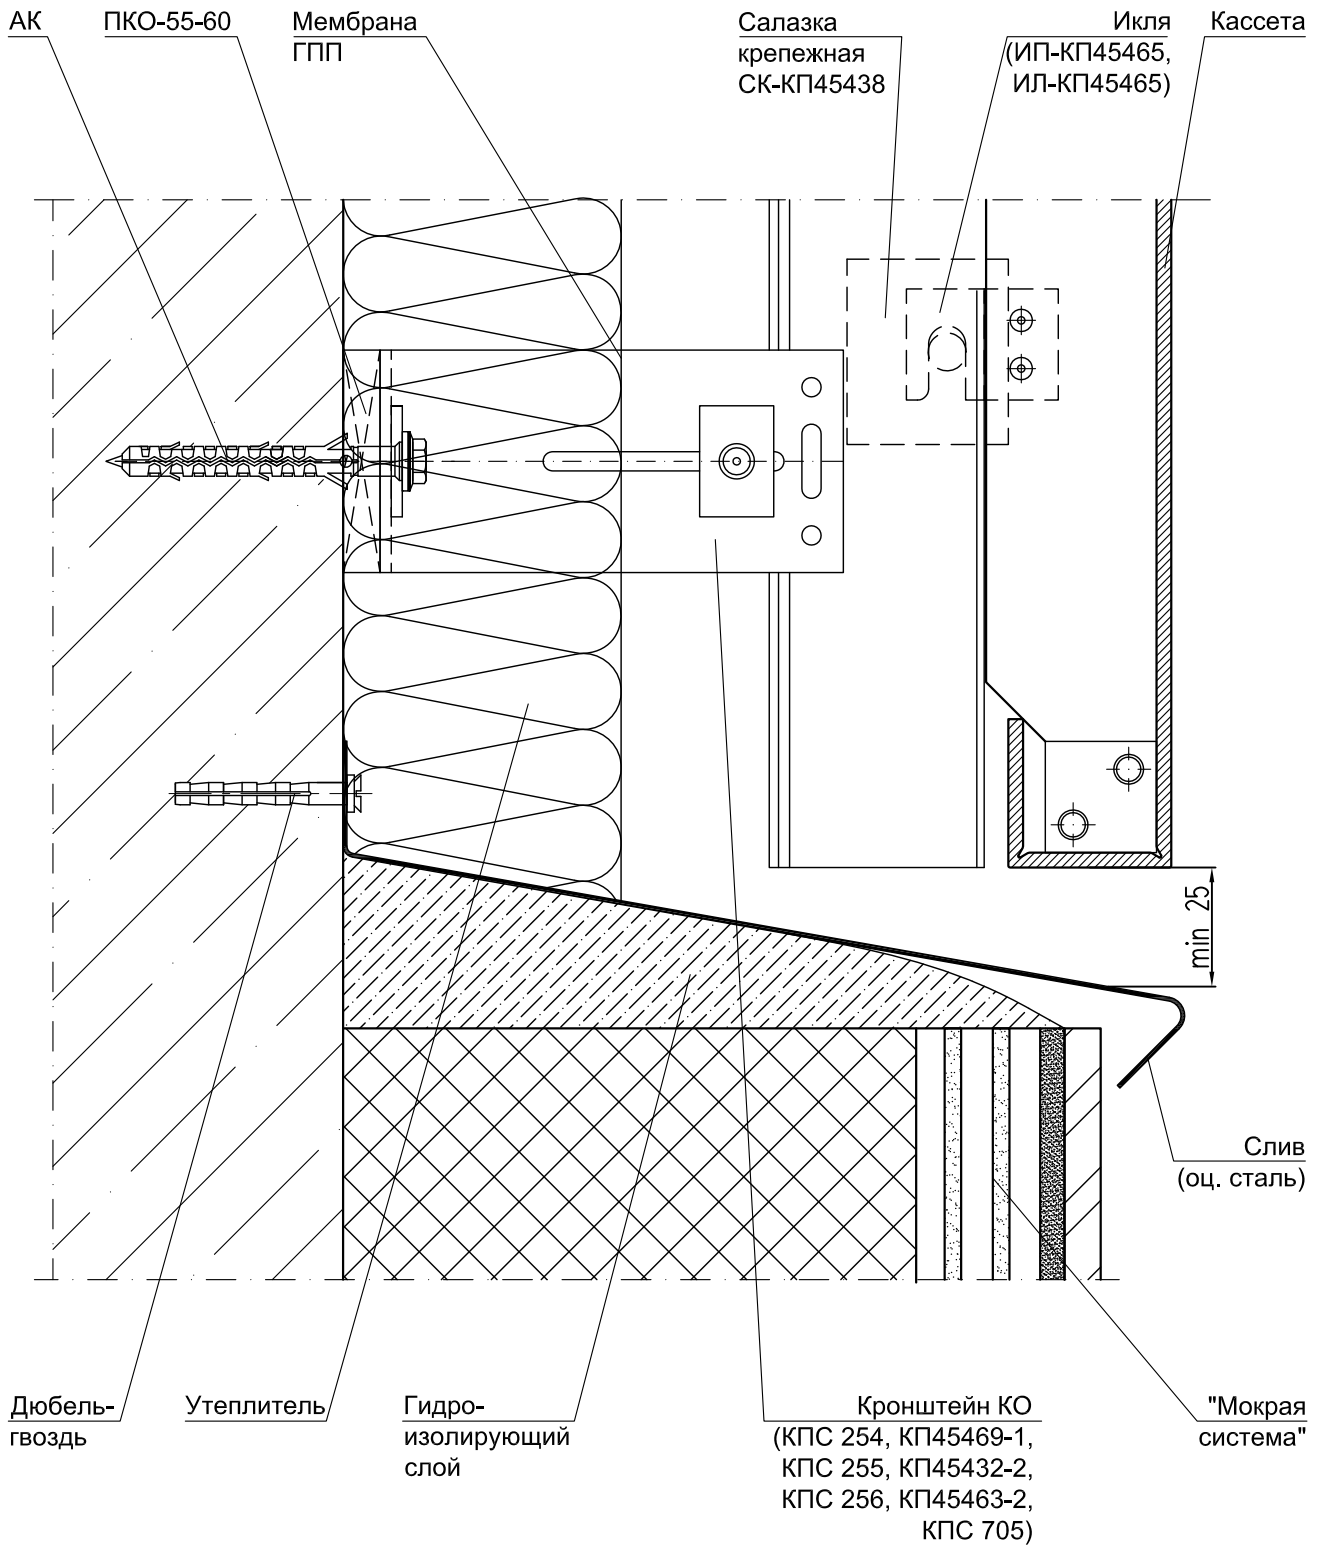 АК
ПКО-55-60
Мембрана
ГПП
Салазка
крепежная
СК-КП45438
Икля
(ИП-КП45465,
ИЛ-КП45465)
Кассета
min 25
Слив
(оц. сталь)
Дюбель-
гвоздь
Утеплитель
Гидро-
изолирующий
слой
Кронштейн КО
(КПС 254, КП45469-1,
КПС 255, КП45432-2,
КПС 256, КП45463-2,
КПС 705)
"Мокрая
система"